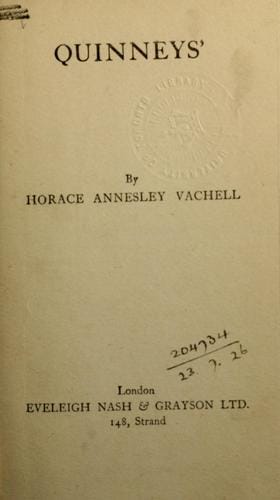 QUINNEYS'
By
HORACE ANNESLEY VACHELL
204734
23. 7. 26
London
EVELEIGH NASH & GRAYSON LTD.
148, Strand